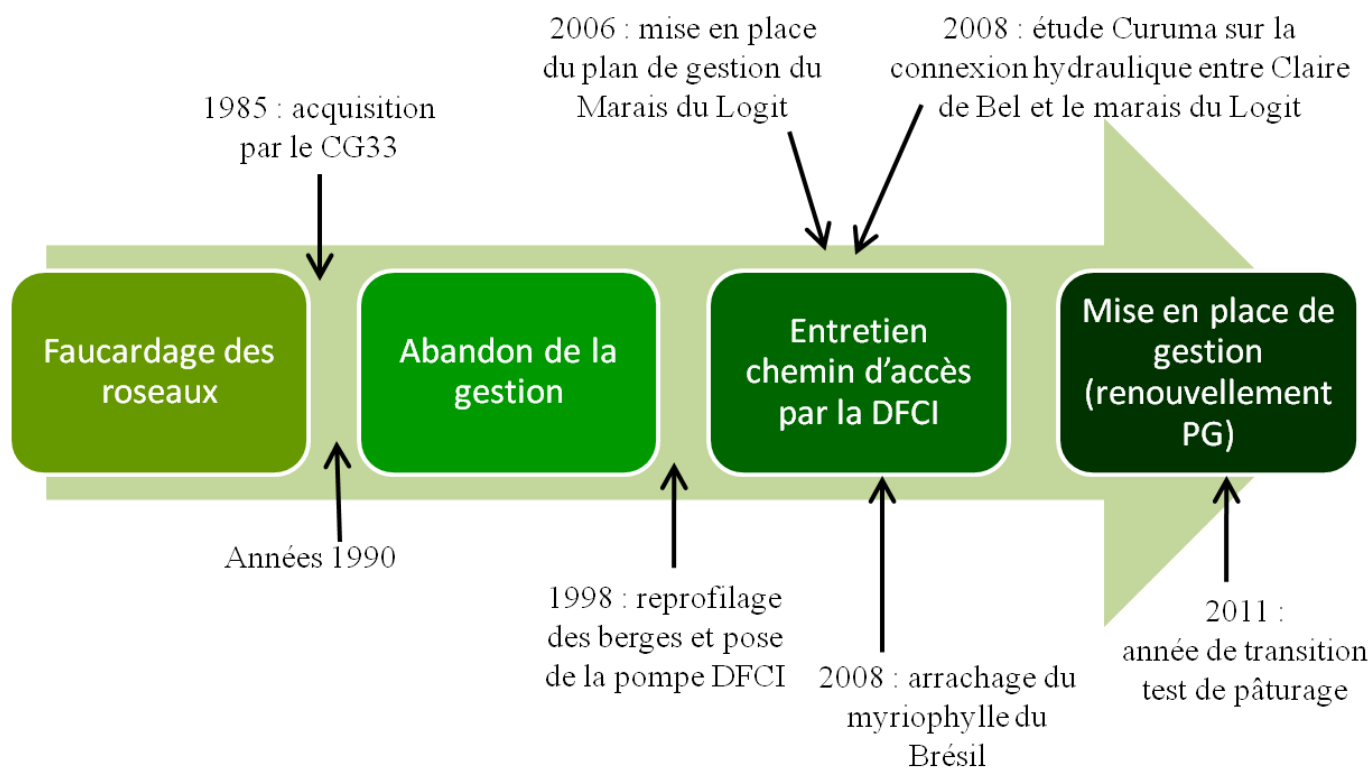 2006 : mise en place
du plan de gestion du
Marais du Logit
2008 : étude Curuma sur la
connexion hydraulique entre Claire
de Bel et le marais du Logit
1985 : acquisition
par le CG33
Faucardage des
roseaux
Abandon de la
gestion
Entretien
chemin d'accès
par la DFCI
Mise en place de
gestion
(renouvellement
PG)
Années 1990
1998 : reprofilage
des berges et pose
de la pompe DFCI
2008 : arrachage du
myriophylle du
Brésil
2011 :
année de transition
test de pâturage